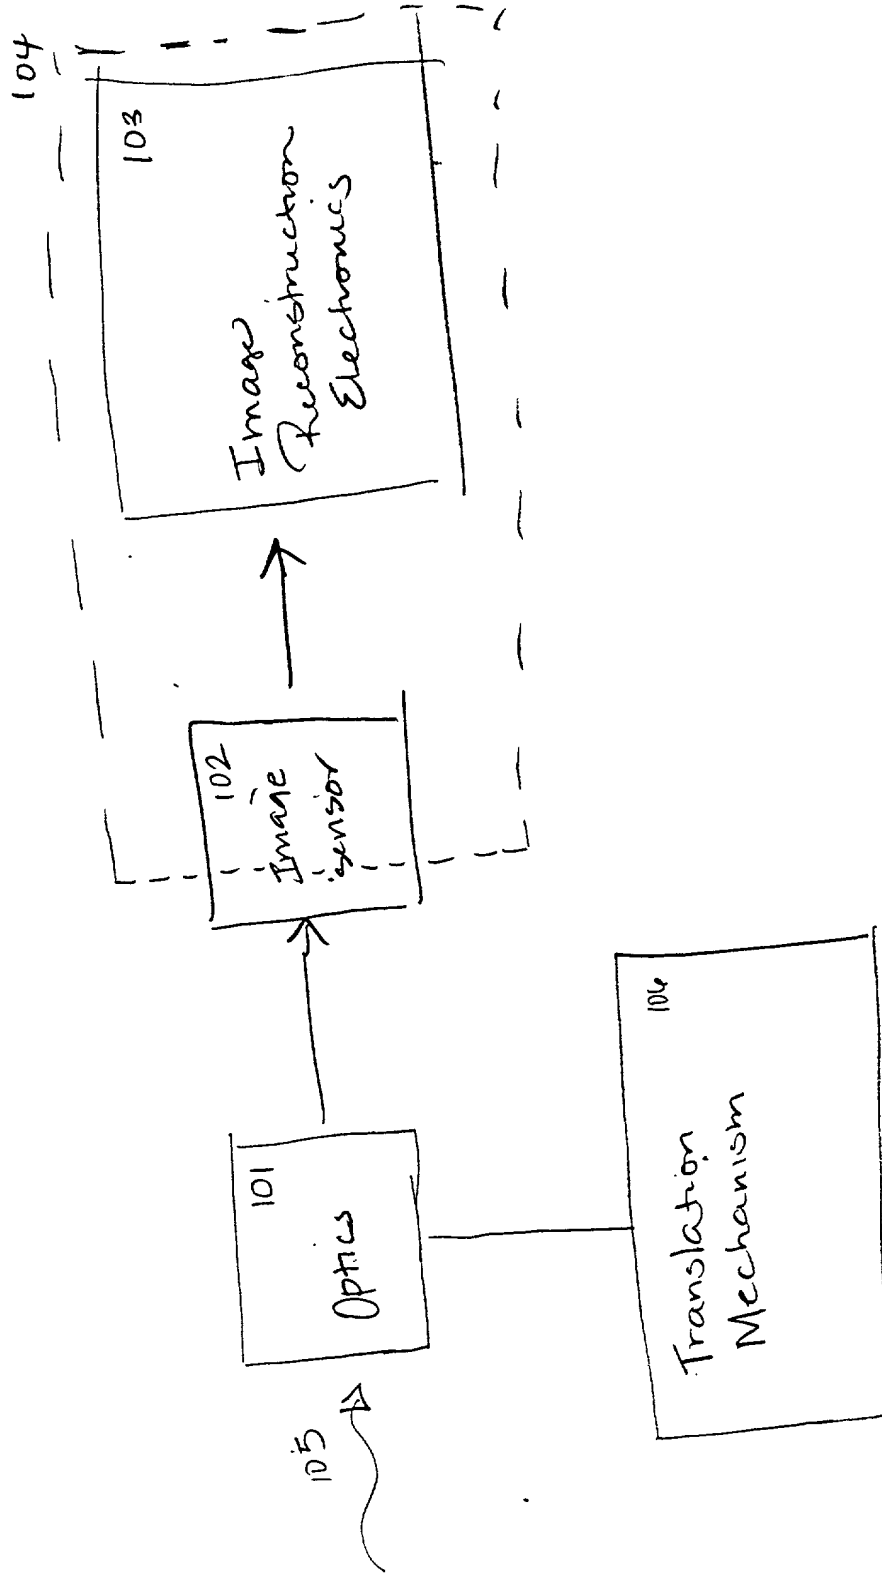 104
103
Image
Reconstruction
Electronics
102
Image
sensor
101
Optics
105
106
Translation
Mechanism